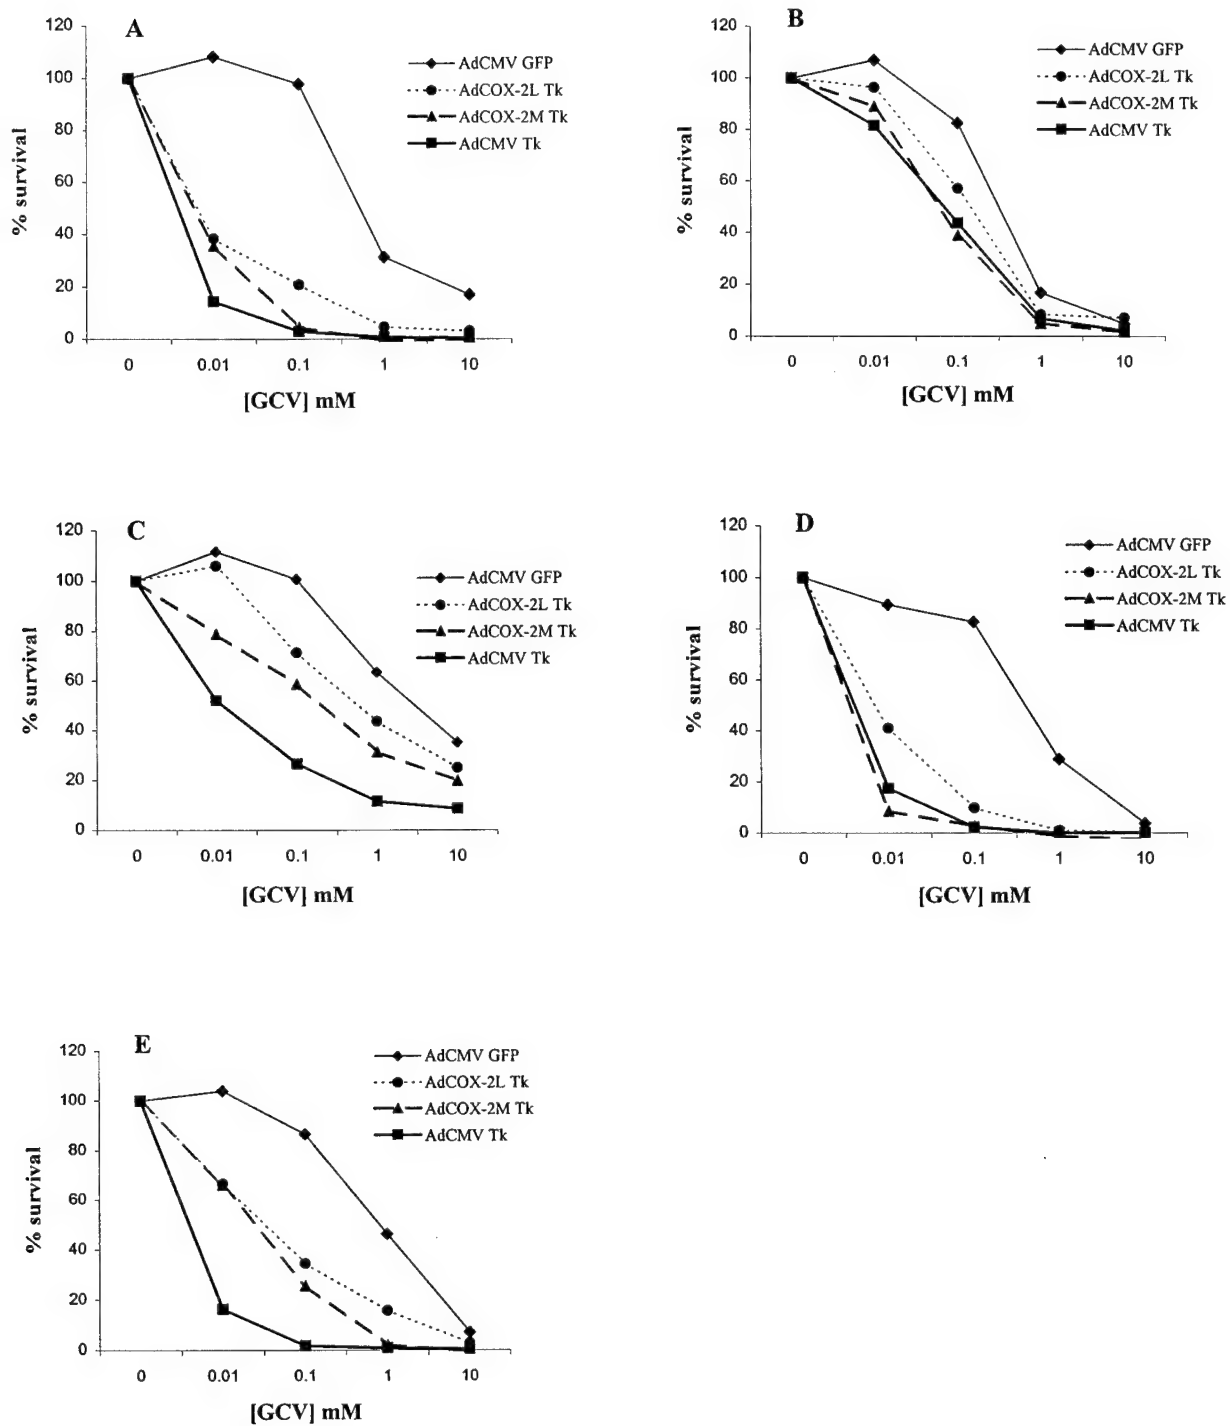 A
120
100
80
60
40
20
0
% survival
0 0.01 0.1 1 10
[GCV] mM
AdCMV GFP
AdCOX-2L Tk
AdCOX-2M Tk
AdCMV Tk
B
120
100
80
60
40
20
0
% survival
0 0.01 0.1 1 10
[GCV] mM
AdCMV GFP
AdCOX-2L Tk
AdCOX-2M Tk
AdCMV Tk
C
120
100
80
60
40
20
0
% survival
0 0.01 0.1 1 10
[GCV] mM
AdCMV GFP
AdCOX-2L Tk
AdCOX-2M Tk
AdCMV Tk
D
120
100
80
60
40
20
0
% survival
0 0.01 0.1 1 10
[GCV] mM
AdCMV GFP
AdCOX-2L Tk
AdCOX-2M Tk
AdCMV Tk
E
120
100
80
60
40
20
0
% survival
0 0.01 0.1 1 10
[GCV] mM
AdCMV GFP
AdCOX-2L Tk
AdCOX-2M Tk
AdCMV Tk